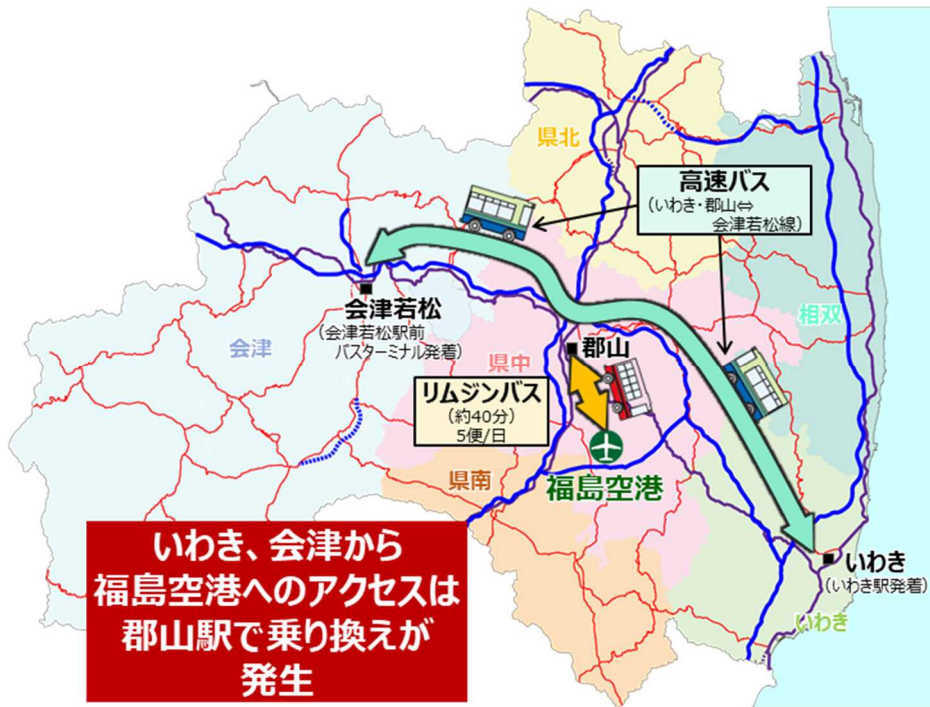 県北
高速バス
(いわき・郡山⇔
会津若松線)
相双
会津若松
(会津若松駅前
バスターミナル発着)
会津
県中
郡山
リムジンバス
(約40分)
5便/日
福島空港
県南
いわき、会津から
福島空港へのアクセスは
郡山駅で乗り換えが
発生
いわき
(いわき駅発着)
いわき